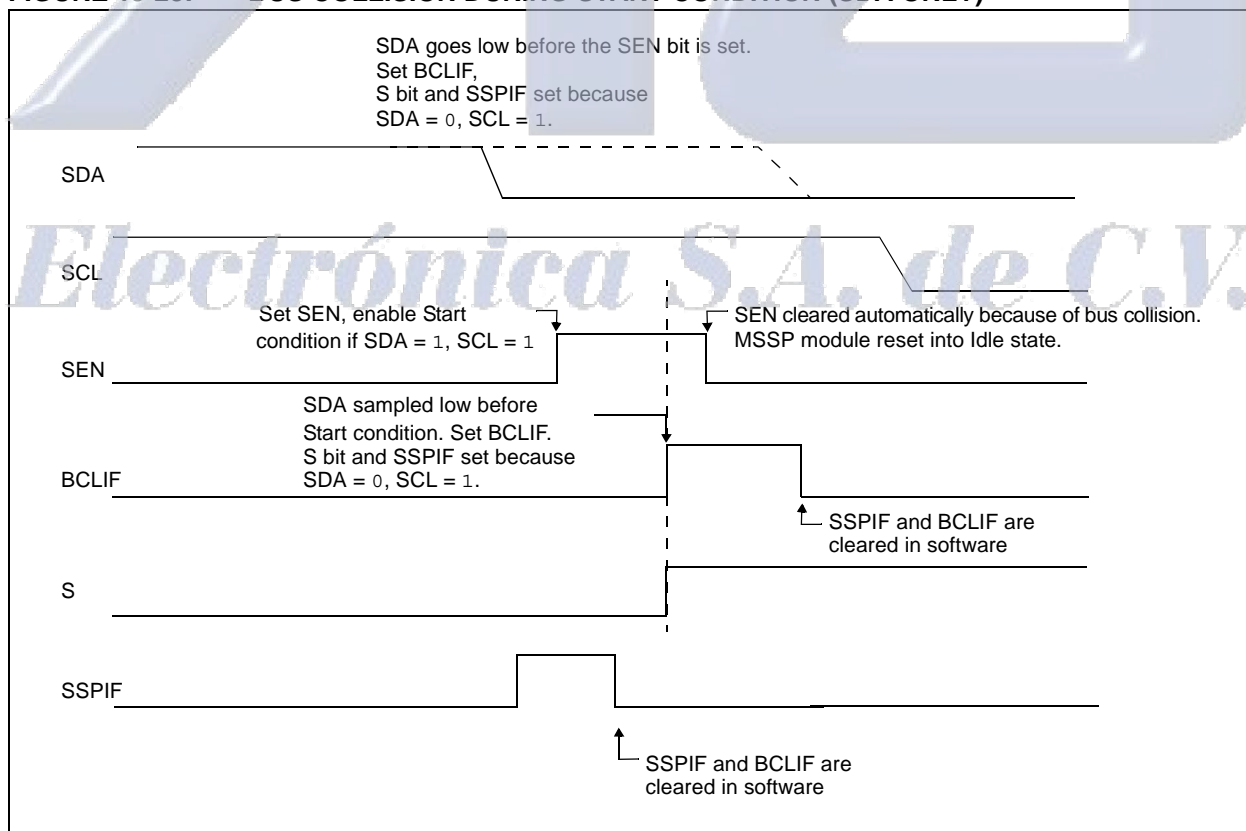 SDA goes low before the SEN bit is set.
Set BCLIF,
S bit and SSPIF set because
SDA = 0, SCL = 1.
SDA
Electrónica S.A. de C.V.
SCL
Set SEN, enable Start
condition if SDA = 1, SCL = 1
SEN cleared automatically because of bus collision.
MSSP module reset into Idle state.
SEN
SDA sampled low before
Start condition. Set BCLIF.
S bit and SSPIF set because
SDA = 0, SCL = 1.
BCLIF
SSPIF and BCLIF are
cleared in software
S
SSPIF
SSPIF and BCLIF are
cleared in software